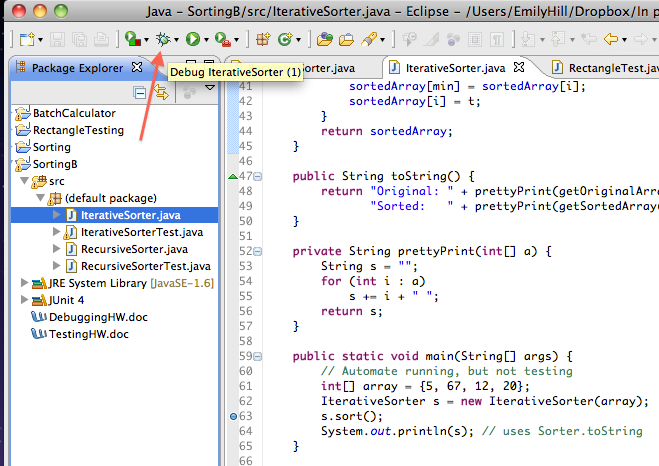 Java - SortingB/src/IterativeSorter.java - Eclipse - /Users/EmilyHill/Dropbox/In p
Package Explorer
Debug IterativeSorter (1)
orter.java
IterativeSorter.java
RectangleTest.jav
BatchCalculator
RectangleTesting
Sorting
SortingB
src
(default package)
IterativeSorter.java
IterativeSorterTest.java
RecursiveSorter.java
RecursiveSorterTest.java
JRE System Library [JavaSE-1.6]
JUnit 4
DebuggingHW.doc
TestingHW.doc
41 sortedArray[min] = sortedArray[i];
42 sortedArray[i] = t;
43 }
44 return sortedArray;
45 }
46
47 public String toString() {
48 return "Original: " + prettyPrint(getOriginalArr
49 "Sorted:   " + prettyPrint(getSortedArray(
50 }
51
52 private String prettyPrint(int[] a) {
53 String s = "";
54 for (int i : a)
55 s += i + " ";
56 return s;
57 }
58
59 public static void main(String[] args) {
60 // Automate running, but not testing
61 int[] array = {5, 67, 12, 20};
62 IterativeSorter s = new IterativeSorter(array);
63 s.sort();
64 System.out.println(s); // uses Sorter.toString
65 }
66